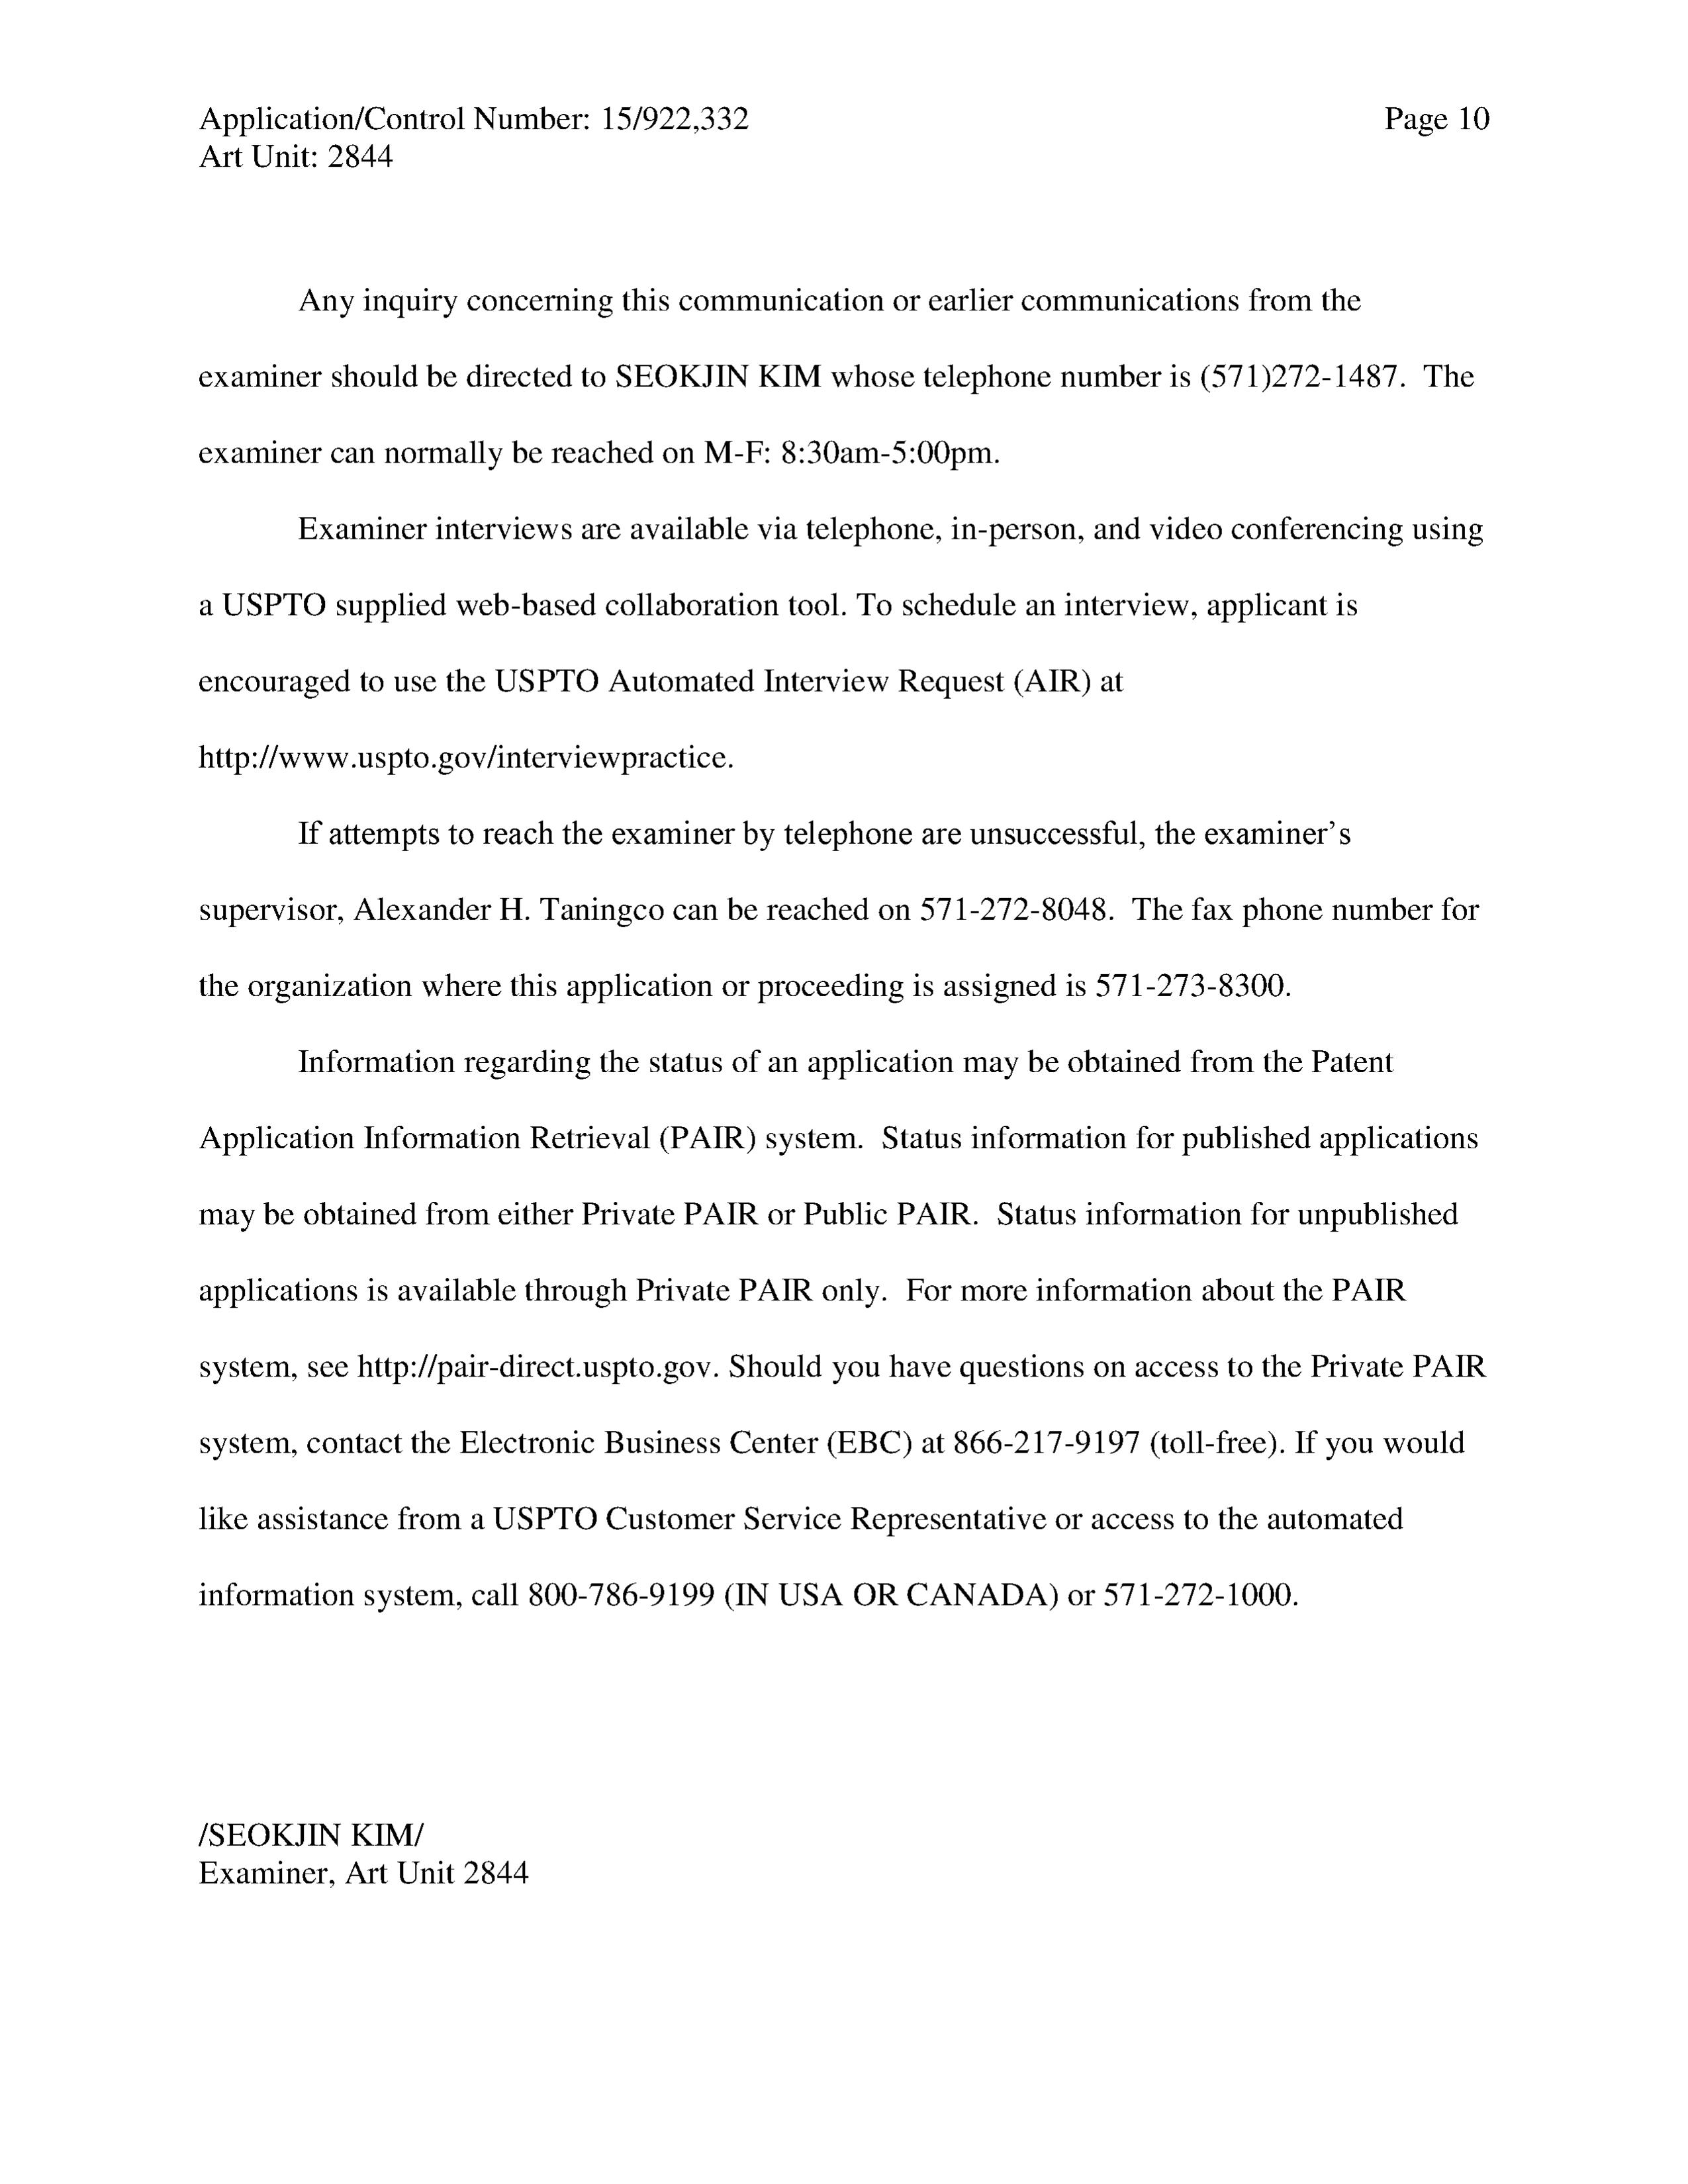 Application/Control Number: 15/922,332 Page 10
Art Unit: 2844
Any inquiry concerning this communication or earlier communications from the
examiner should be directed to SEOKJIN KIM whose telephone number is (571)272-1487.  The
examiner can normally be reached on M-F: 8:30am-5:00pm.
Examiner interviews are available via telephone, in-person, and video conferencing using
a USPTO supplied web-based collaboration tool. To schedule an interview, applicant is
encouraged to use the USPTO Automated Interview Request (AIR) at
http://www.uspto.gov/interviewpractice.
If attempts to reach the examiner by telephone are unsuccessful, the examiner's
supervisor, Alexander H. Taningco can be reached on 571-272-8048.  The fax phone number for
the organization where this application or proceeding is assigned is 571-273-8300.
Information regarding the status of an application may be obtained from the Patent
Application Information Retrieval (PAIR) system.  Status information for published applications
may be obtained from either Private PAIR or Public PAIR.  Status information for unpublished
applications is available through Private PAIR only.  For more information about the PAIR
system, see http://pair-direct.uspto.gov. Should you have questions on access to the Private PAIR
system, contact the Electronic Business Center (EBC) at 866-217-9197 (toll-free). If you would
like assistance from a USPTO Customer Service Representative or access to the automated
information system, call 800-786-9199 (IN USA OR CANADA) or 571-272-1000.
/SEOKJIN KIM/
Examiner, Art Unit 2844